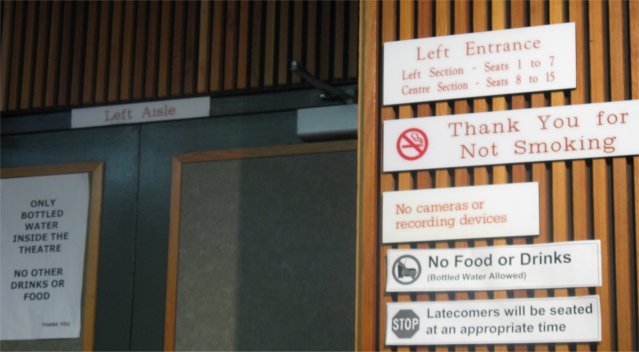 Left Aisle
ONLY
BOTTLED
WATER
INSIDE THE
THEATRE
NO OTHER
DRINKS OR
FOOD
THANK YOU
Left Entrance
Left Section - Seats 1 to 7
Centre Section - Seats 8 to 15
Thank You for
Not Smoking
No cameras or
recording devices
No Food or Drinks
(Bottled Water Allowed)
STOP
Latecomers will be seated
at an appropriate time